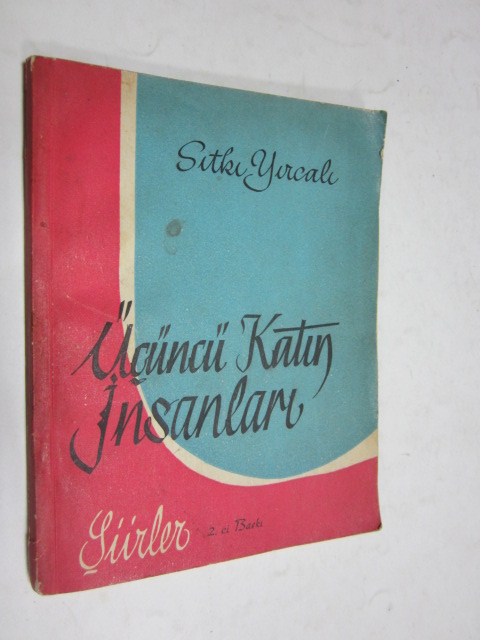 Sıtkı Yırcalı
Üçüncü Katın
İnsanları
Şiirler
2. ci Baskı